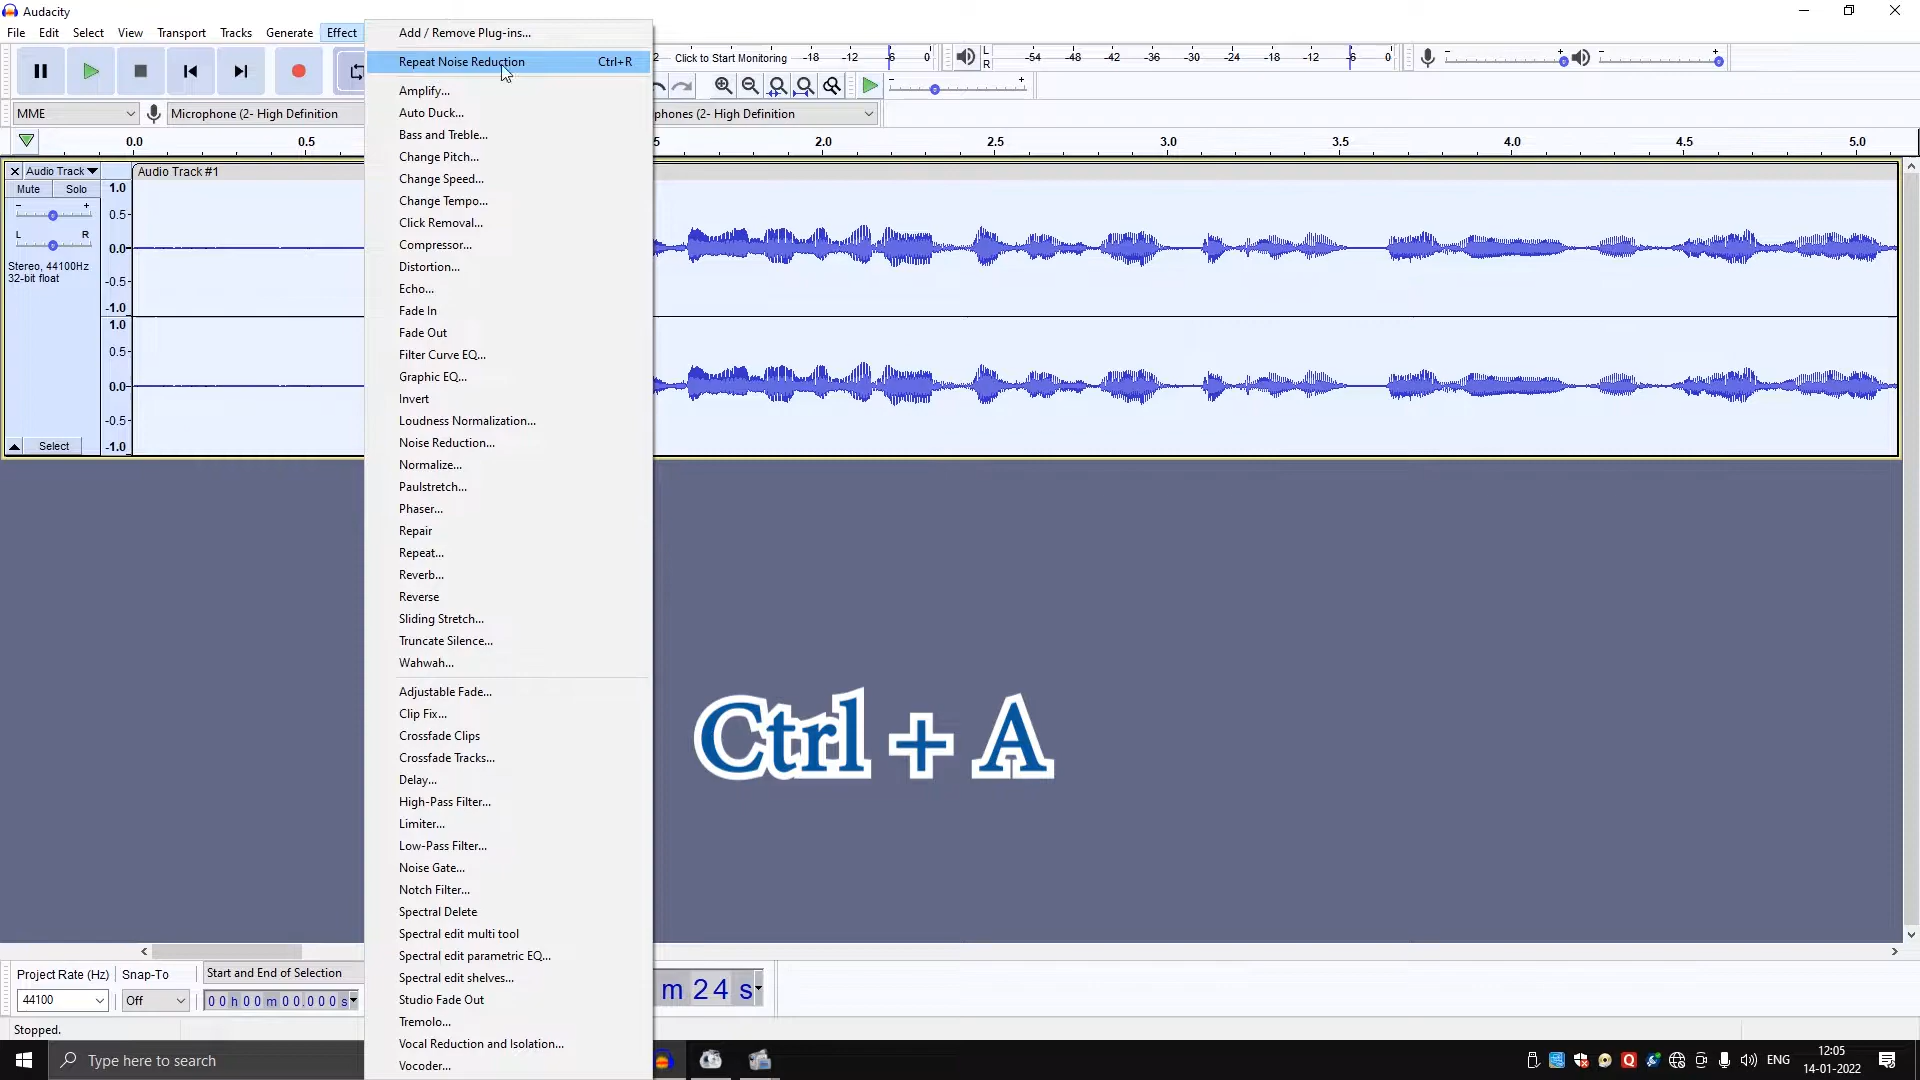 Audacity
File Edit Select View Transport Tracks Generate Effect
Add / Remove Plug-ins...
Repeat Noise Reduction Ctrl+R
Amplify...
Auto Duck...
Bass and Treble...
Change Pitch...
Change Speed...
Change Tempo...
Click Removal...
Compressor...
Distortion...
Echo...
Fade In
Fade Out
Filter Curve EQ...
Graphic EQ...
Invert
Loudness Normalization...
Noise Reduction...
Normalize...
Paulstretch...
Phaser...
Repair
Repeat...
Reverb...
Reverse
Sliding Stretch...
Truncate Silence...
Wahwah...
Adjustable Fade...
Clip Fix...
Crossfade Clips
Crossfade Tracks...
Delay...
High-Pass Filter...
Limiter...
Low-Pass Filter...
Noise Gate...
Notch Filter...
Spectral Delete
Spectral edit multi tool
Spectral edit parametric EQ...
Spectral edit shelves...
Studio Fade Out
Tremolo...
Vocal Reduction and Isolation...
Vocoder...
2 Click to Start Monitoring -18 -12 -6 0
L
R
-54 -48 -42 -36 -30 -24 -18 -12 -6 0
MME Microphone (2- High Definition phones (2- High Definition
0.0 0.5 5 2.0 2.5 3.0 3.5 4.0 4.5 5.0
Audio Track Audio Track #1
Mute Solo
- +
L R
Stereo, 44100Hz
32-bit float
Select
1.0
0.5
0.0
-0.5
-1.0
1.0
0.5
0.0
-0.5
-1.0
Ctrl + A
Project Rate (Hz) Snap-To Start and End of Selection
44100 Off 00h00m00.000s m24s
Stopped.
Type here to search
ENG
12:05
14-01-2022